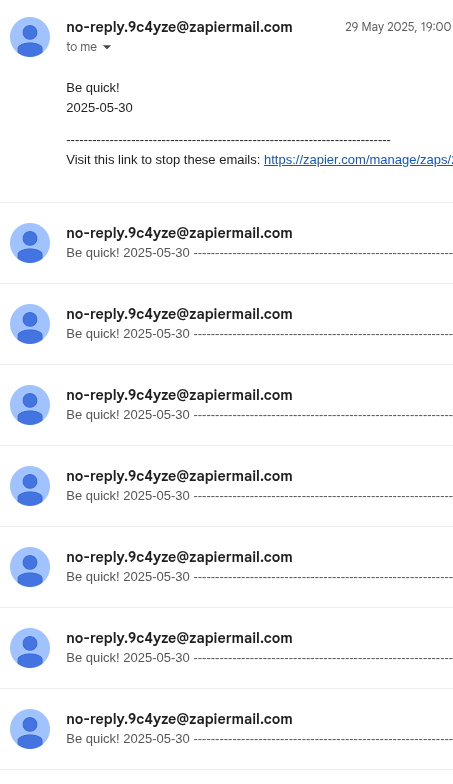 no-reply.9c4yze@zapiermail.com 29 May 2025, 19:00
to me
Be quick!
2025-05-30
---------------------------------------------------------------------------
Visit this link to stop these emails: https://zapier.com/manage/zaps/
no-reply.9c4yze@zapiermail.com
Be quick! 2025-05-30 ------------------------------------------------------------
no-reply.9c4yze@zapiermail.com
Be quick! 2025-05-30 ------------------------------------------------------------
no-reply.9c4yze@zapiermail.com
Be quick! 2025-05-30 ------------------------------------------------------------
no-reply.9c4yze@zapiermail.com
Be quick! 2025-05-30 ------------------------------------------------------------
no-reply.9c4yze@zapiermail.com
Be quick! 2025-05-30 ------------------------------------------------------------
no-reply.9c4yze@zapiermail.com
Be quick! 2025-05-30 ------------------------------------------------------------
no-reply.9c4yze@zapiermail.com
Be quick! 2025-05-30 ------------------------------------------------------------